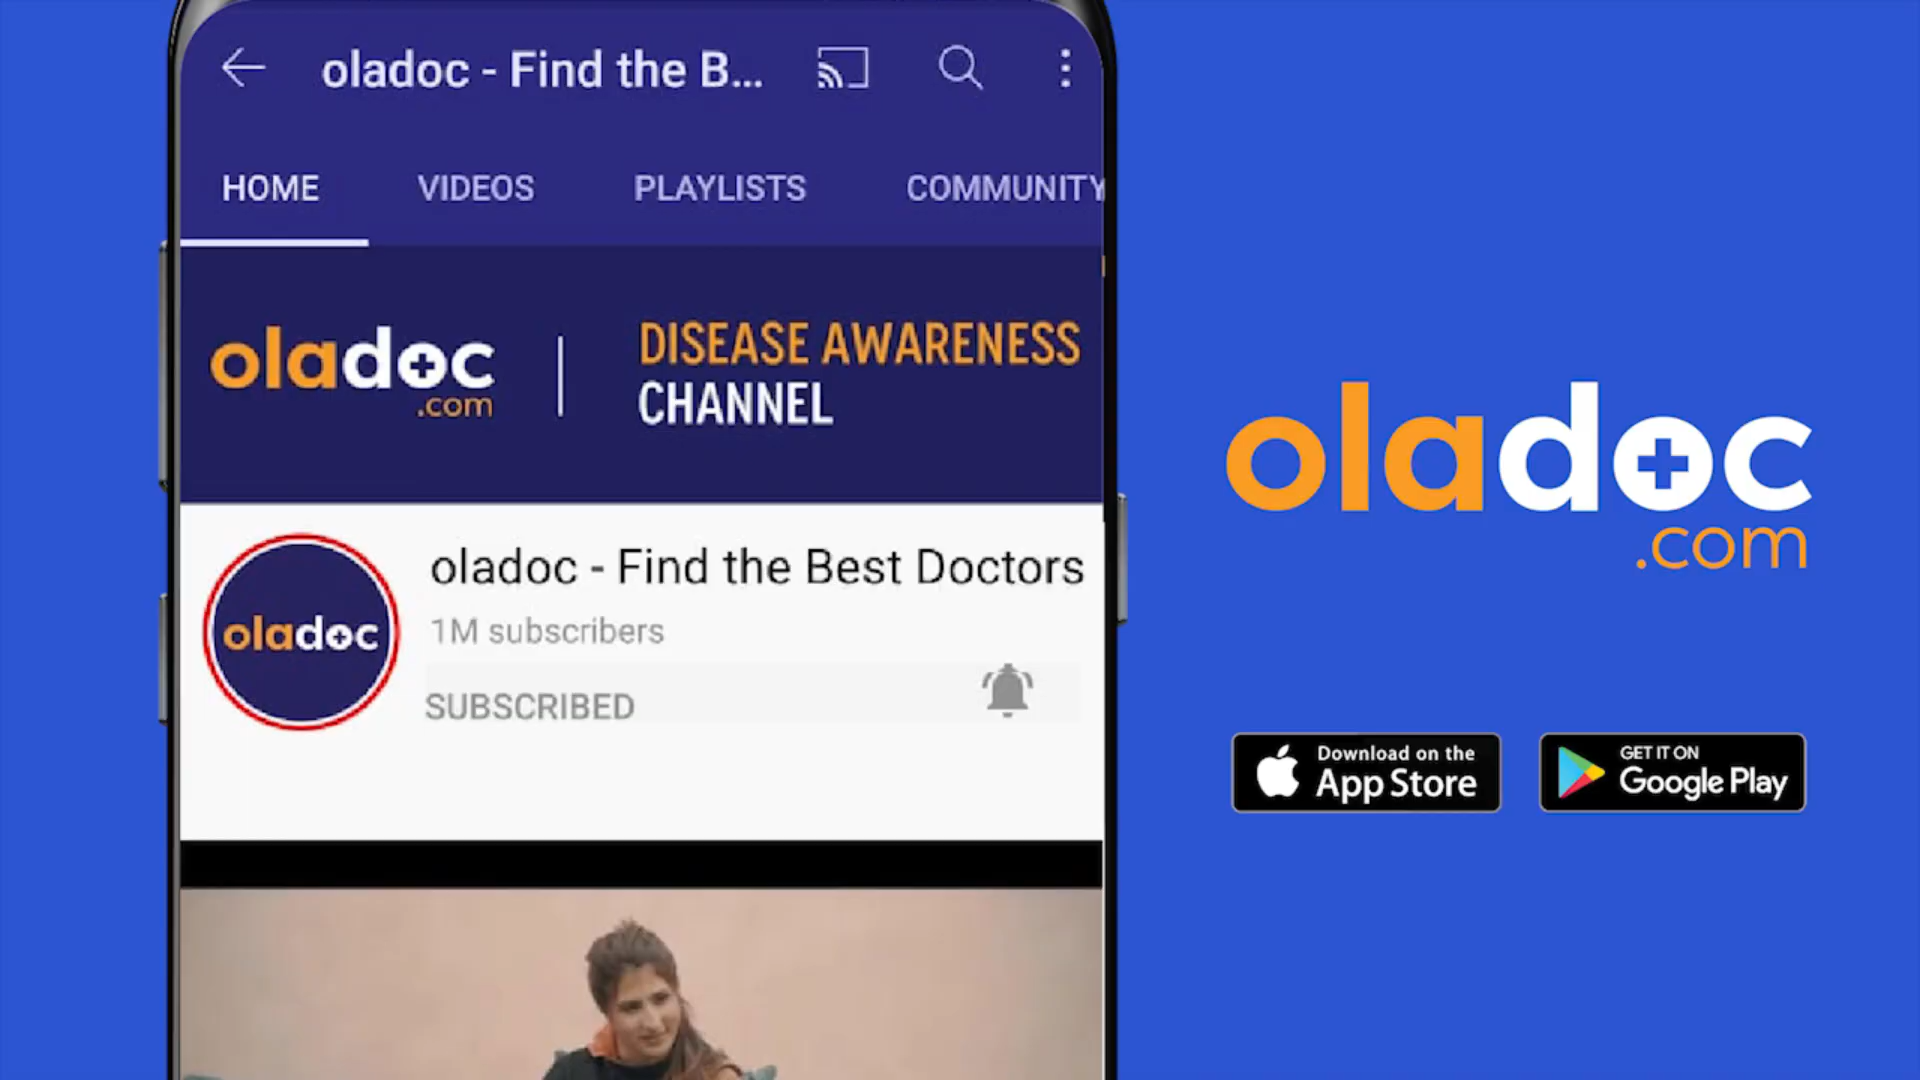 oladoc - Find the B...
HOME VIDEOS PLAYLISTS COMMUNITY
oladoc
.com
DISEASE AWARENESS
CHANNEL
oladoc
oladoc - Find the Best Doctors
1M subscribers
SUBSCRIBED
oladoc
.com
Download on the
App Store
GET IT ON
Google Play